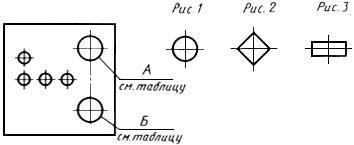 Рис.1
Рис. 2
Рис. 3
А
см. таблицу
Б
см. таблицу